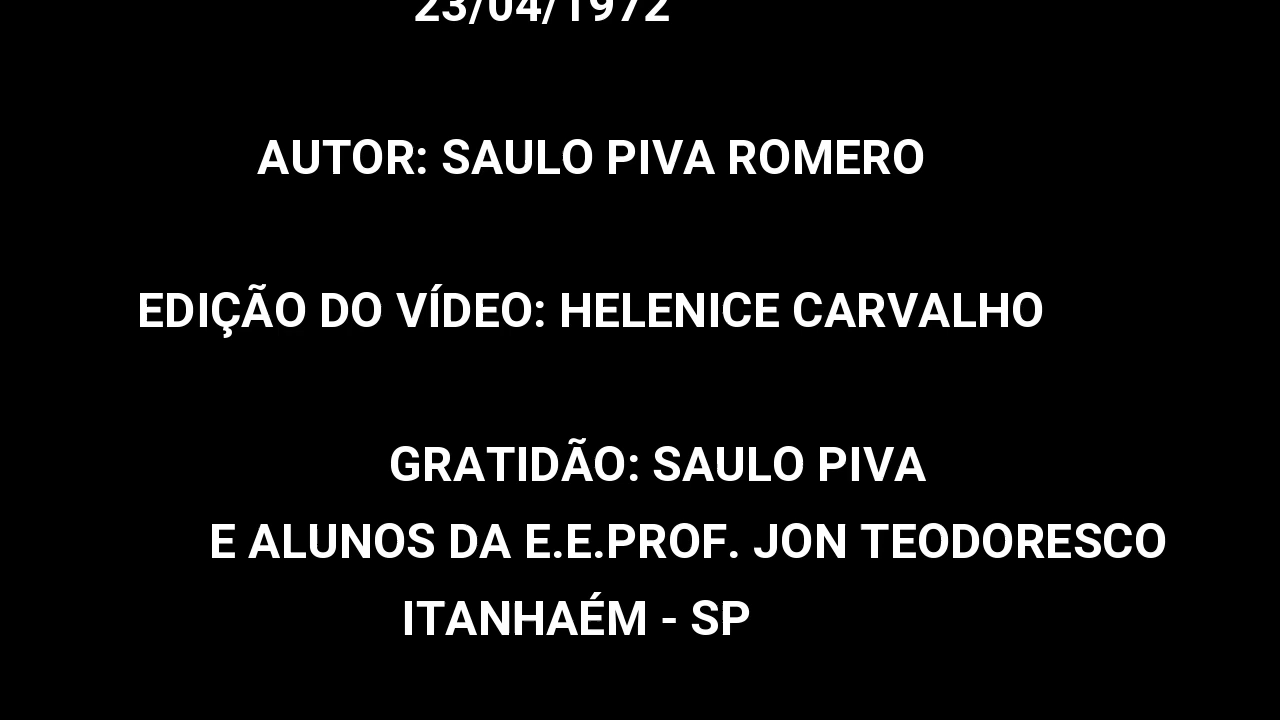 23/04/1972
AUTOR: SAULO PIVA ROMERO
EDIÇÃO DO VÍDEO: HELENICE CARVALHO
GRATIDÃO: SAULO PIVA
E ALUNOS DA E.E.PROF. JON TEODORESCO
ITANHAÉM - SP